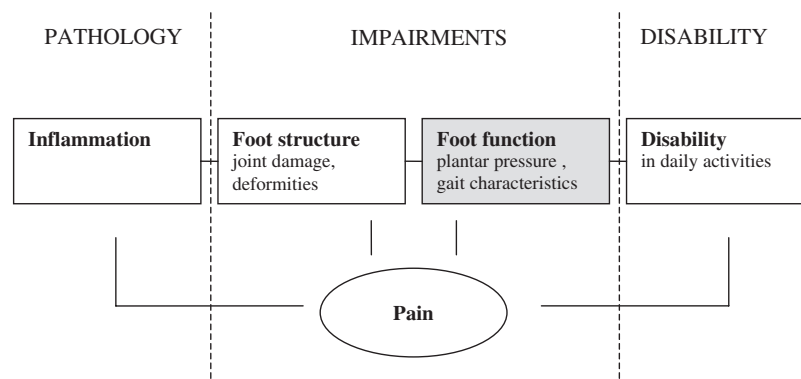 PATHOLOGY IMPAIRMENTS DISABILITY
Inflammation
Foot structure
joint damage,
deformities
Foot function
plantar pressure ,
gait characteristics
Disability
in daily activities
Pain